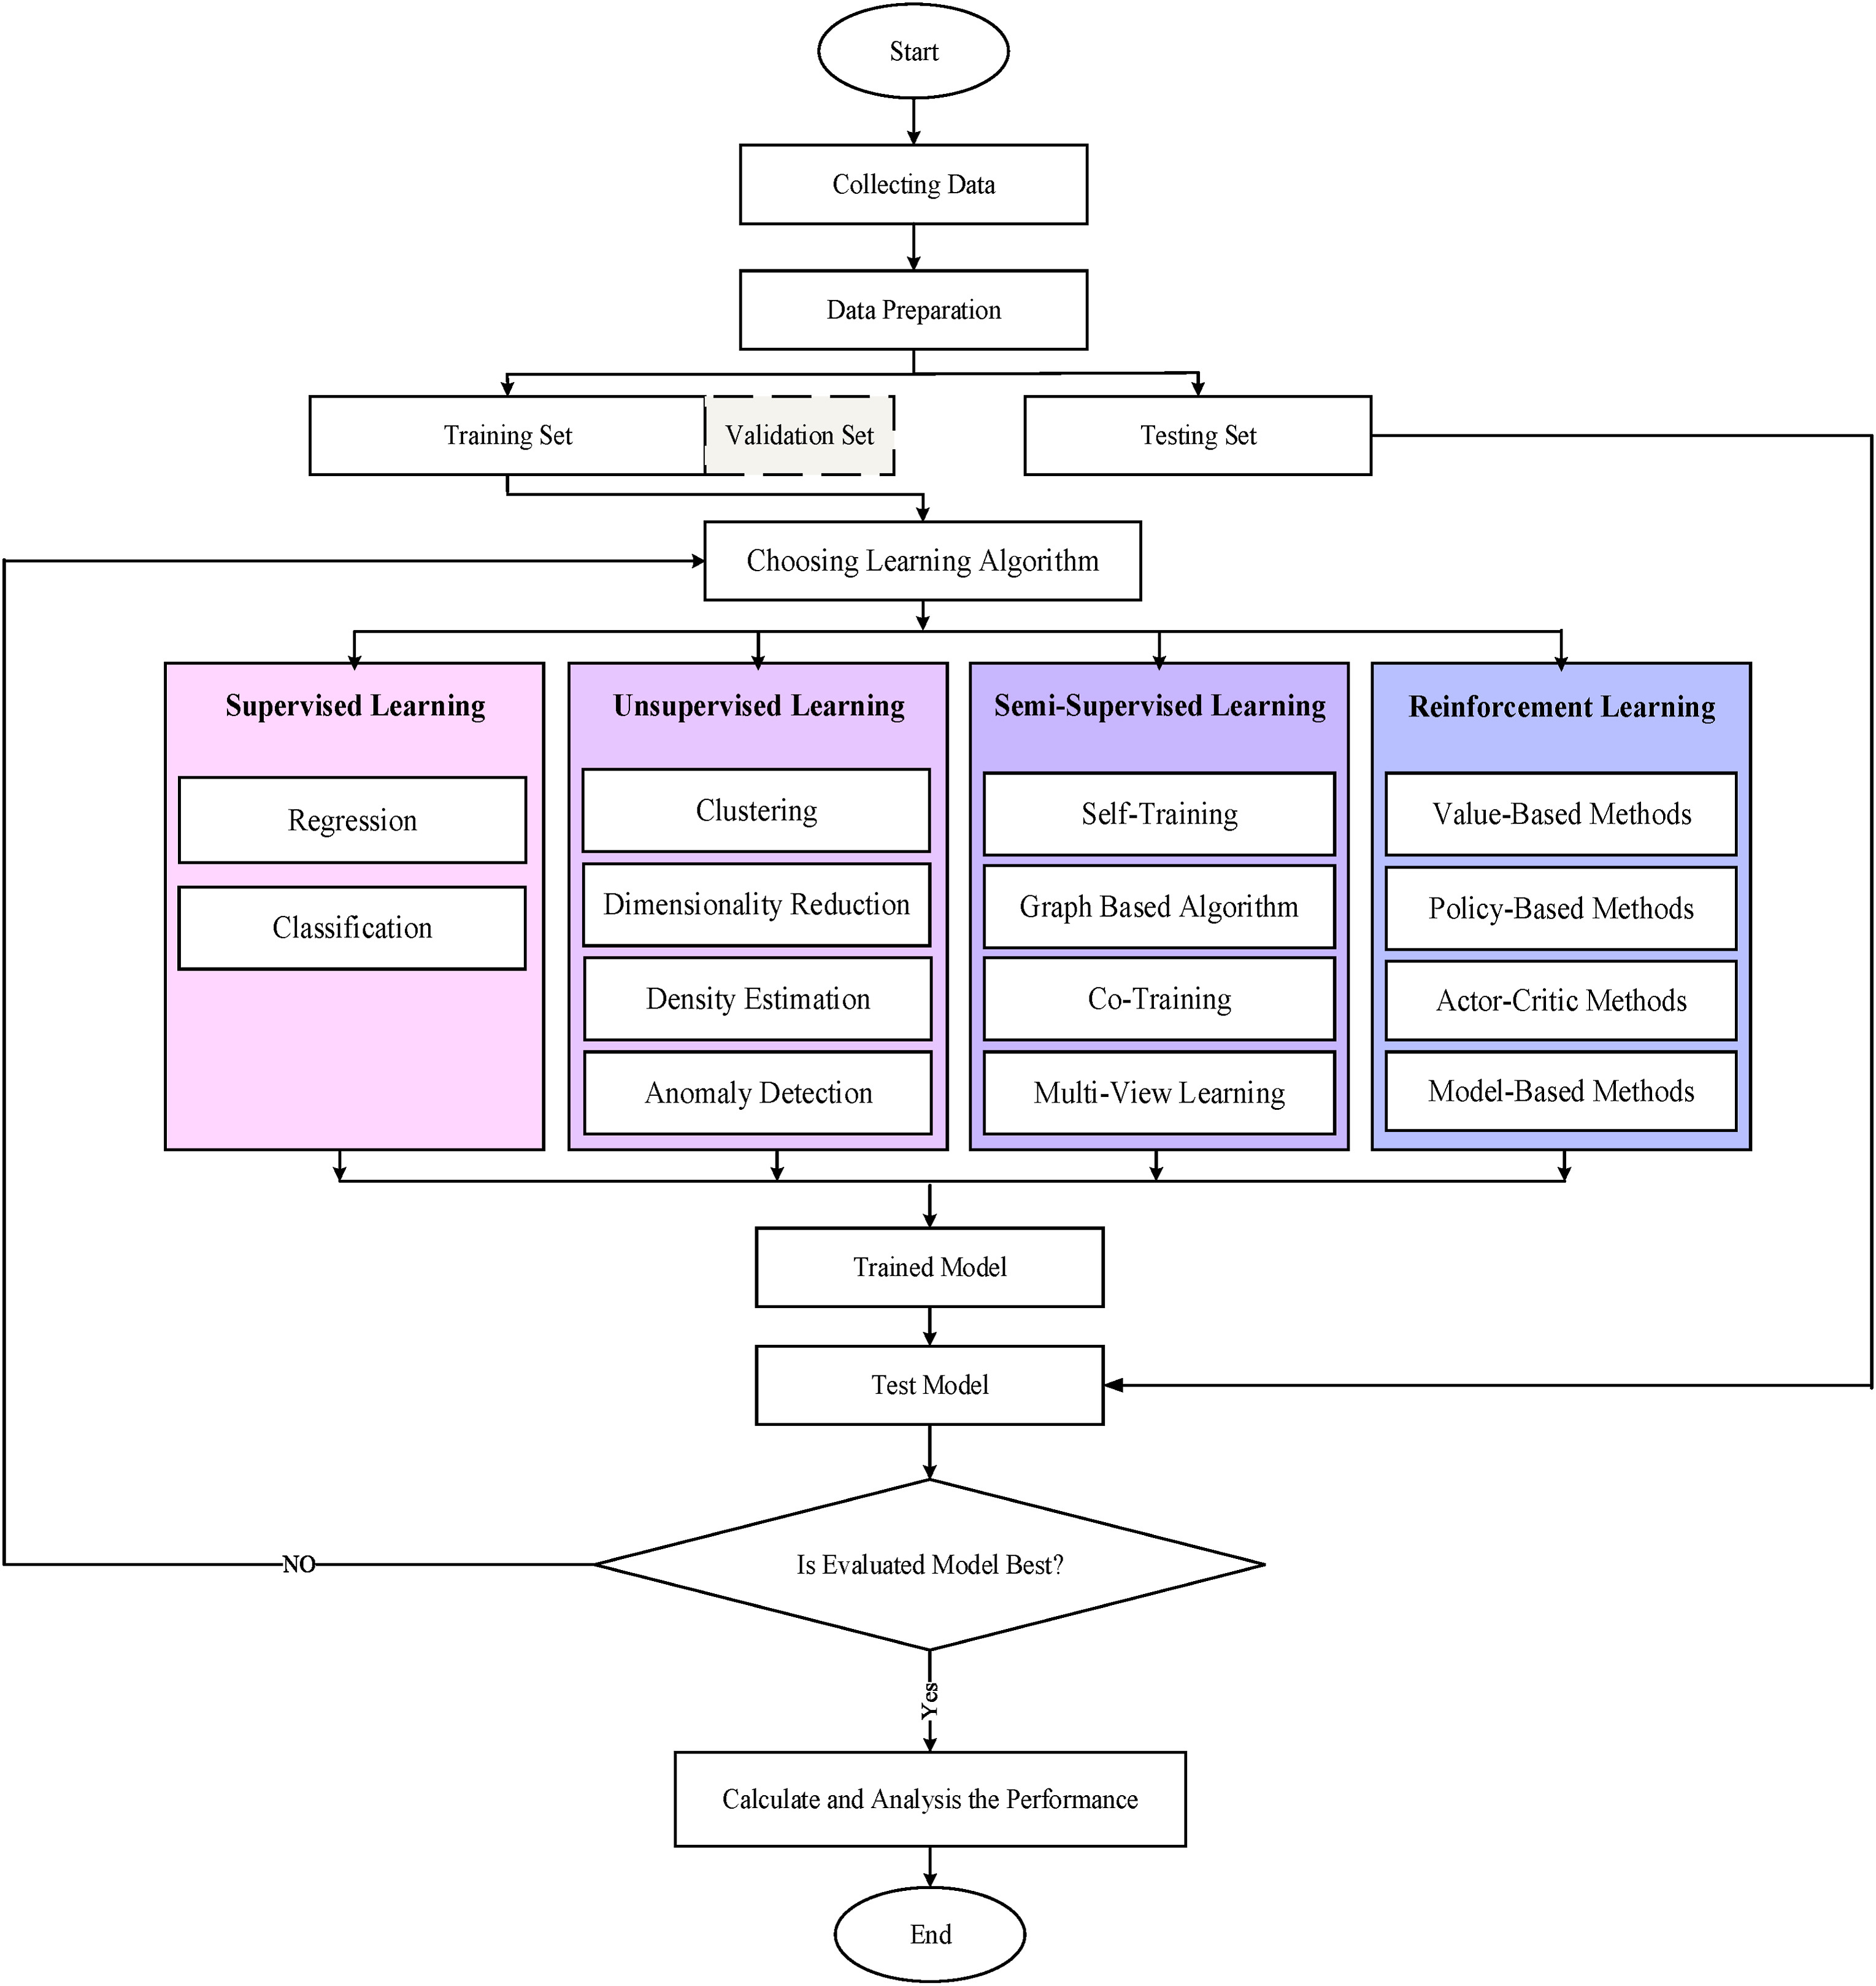 Start
Collecting Data
Data Preparation
Training Set
Validation Set
Testing Set
Choosing Learning Algorithm
Supervised Learning
Regression
Classification
Unsupervised Learning
Clustering
Dimensionality Reduction
Density Estimation
Anomaly Detection
Semi-Supervised Learning
Self-Training
Graph Based Algorithm
Co-Training
Multi-View Learning
Reinforcement Learning
Value-Based Methods
Policy-Based Methods
Actor-Critic Methods
Model-Based Methods
Trained Model
Test Model
Is Evaluated Model Best?
NO
Yes
Calculate and Analysis the Performance
End